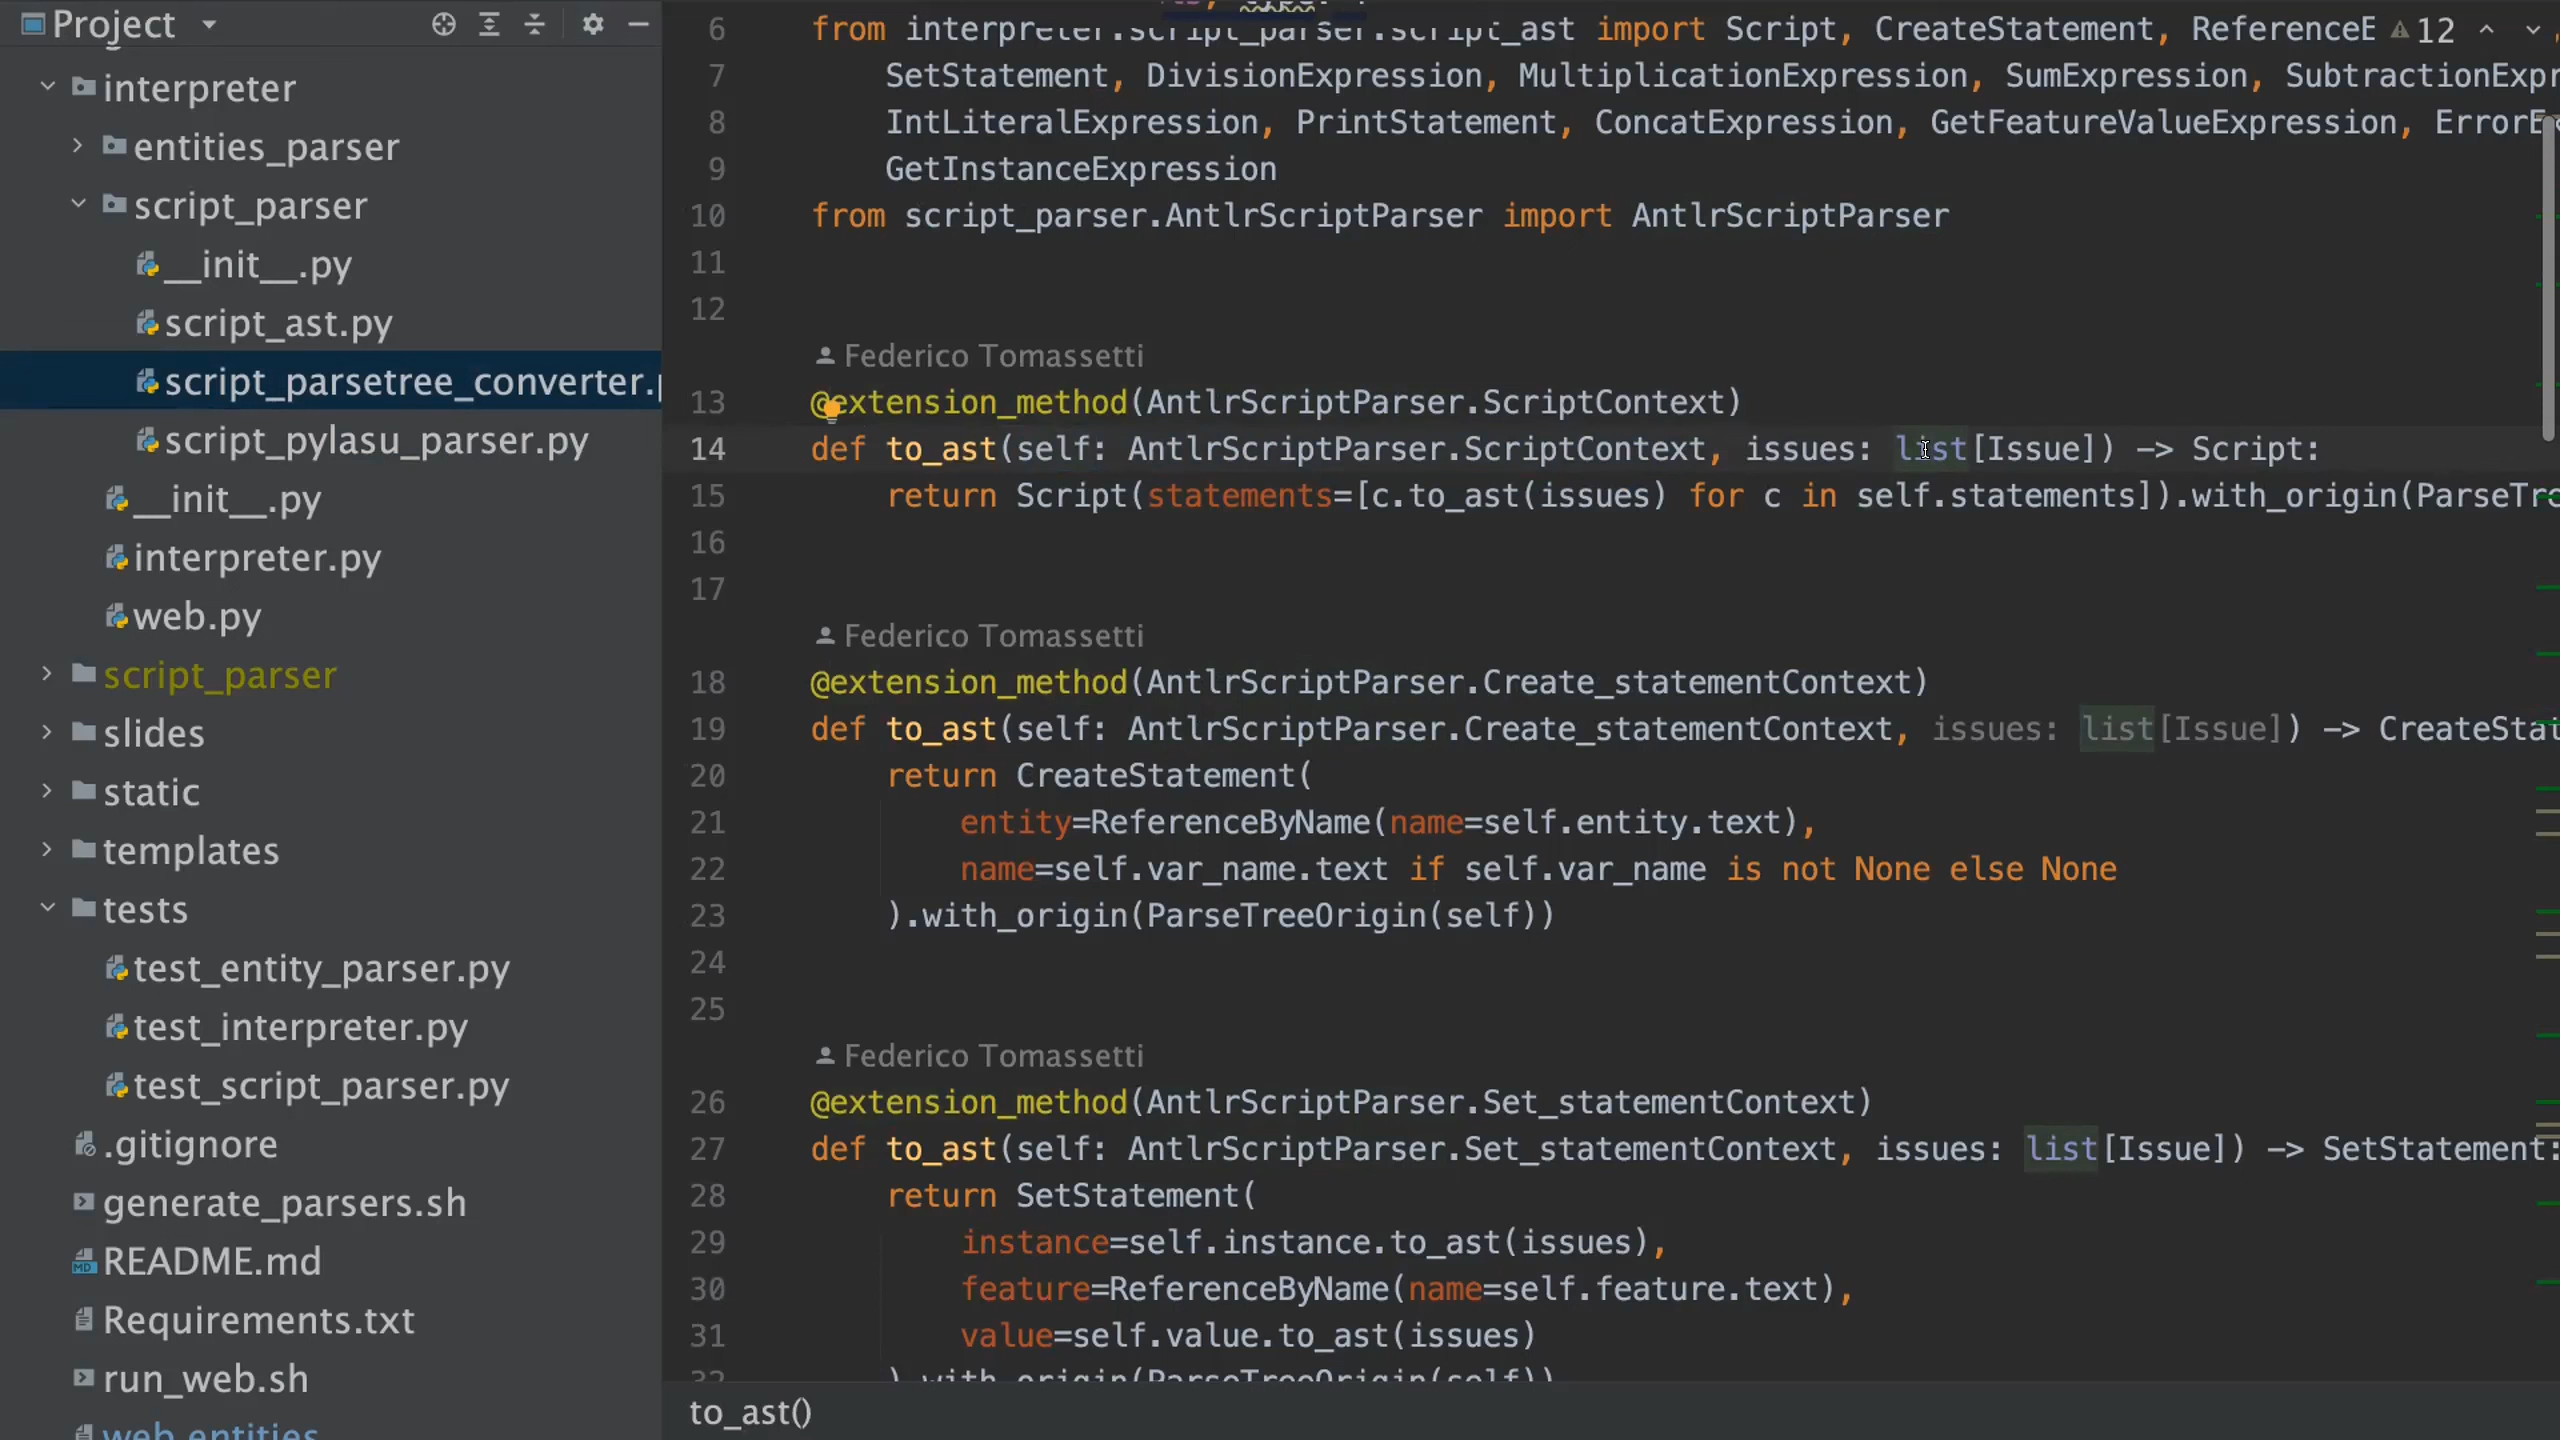 Project
interpreter
entities_parser
script_parser
__init__.py
script_ast.py
script_parsetree_converter.
script_pylasu_parser.py
__init__.py
interpreter.py
web.py
script_parser
slides
static
templates
tests
test_entity_parser.py
test_interpreter.py
test_script_parser.py
.gitignore
generate_parsers.sh
README.md
Requirements.txt
run_web.sh
web.entities
12
6 from interpreter.script_parser.script_ast import Script, CreateStatement, ReferenceE
7 SetStatement, DivisionExpression, MultiplicationExpression, SumExpression, SubtractionExpr
8 IntLiteralExpression, PrintStatement, ConcatExpression, GetFeatureValueExpression, ErrorE
9 GetInstanceExpression
10 from script_parser.AntlrScriptParser import AntlrScriptParser
11
12
Federico Tomassetti
13 @extension_method(AntlrScriptParser.ScriptContext)
14 def to_ast(self: AntlrScriptParser.ScriptContext, issues: list[Issue]) -> Script:
15 return Script(statements=[c.to_ast(issues) for c in self.statements]).with_origin(ParseTre
16
17
Federico Tomassetti
18 @extension_method(AntlrScriptParser.Create_statementContext)
19 def to_ast(self: AntlrScriptParser.Create_statementContext, issues: list[Issue]) -> CreateStat
20 return CreateStatement(
21 entity=ReferenceByName(name=self.entity.text),
22 name=self.var_name.text if self.var_name is not None else None
23 ).with_origin(ParseTreeOrigin(self))
24
25
Federico Tomassetti
26 @extension_method(AntlrScriptParser.Set_statementContext)
27 def to_ast(self: AntlrScriptParser.Set_statementContext, issues: list[Issue]) -> SetStatement:
28 return SetStatement(
29 instance=self.instance.to_ast(issues),
30 feature=ReferenceByName(name=self.feature.text),
31 value=self.value.to_ast(issues)
32 ).with_origin(ParseTreeOrigin(self))
to_ast()